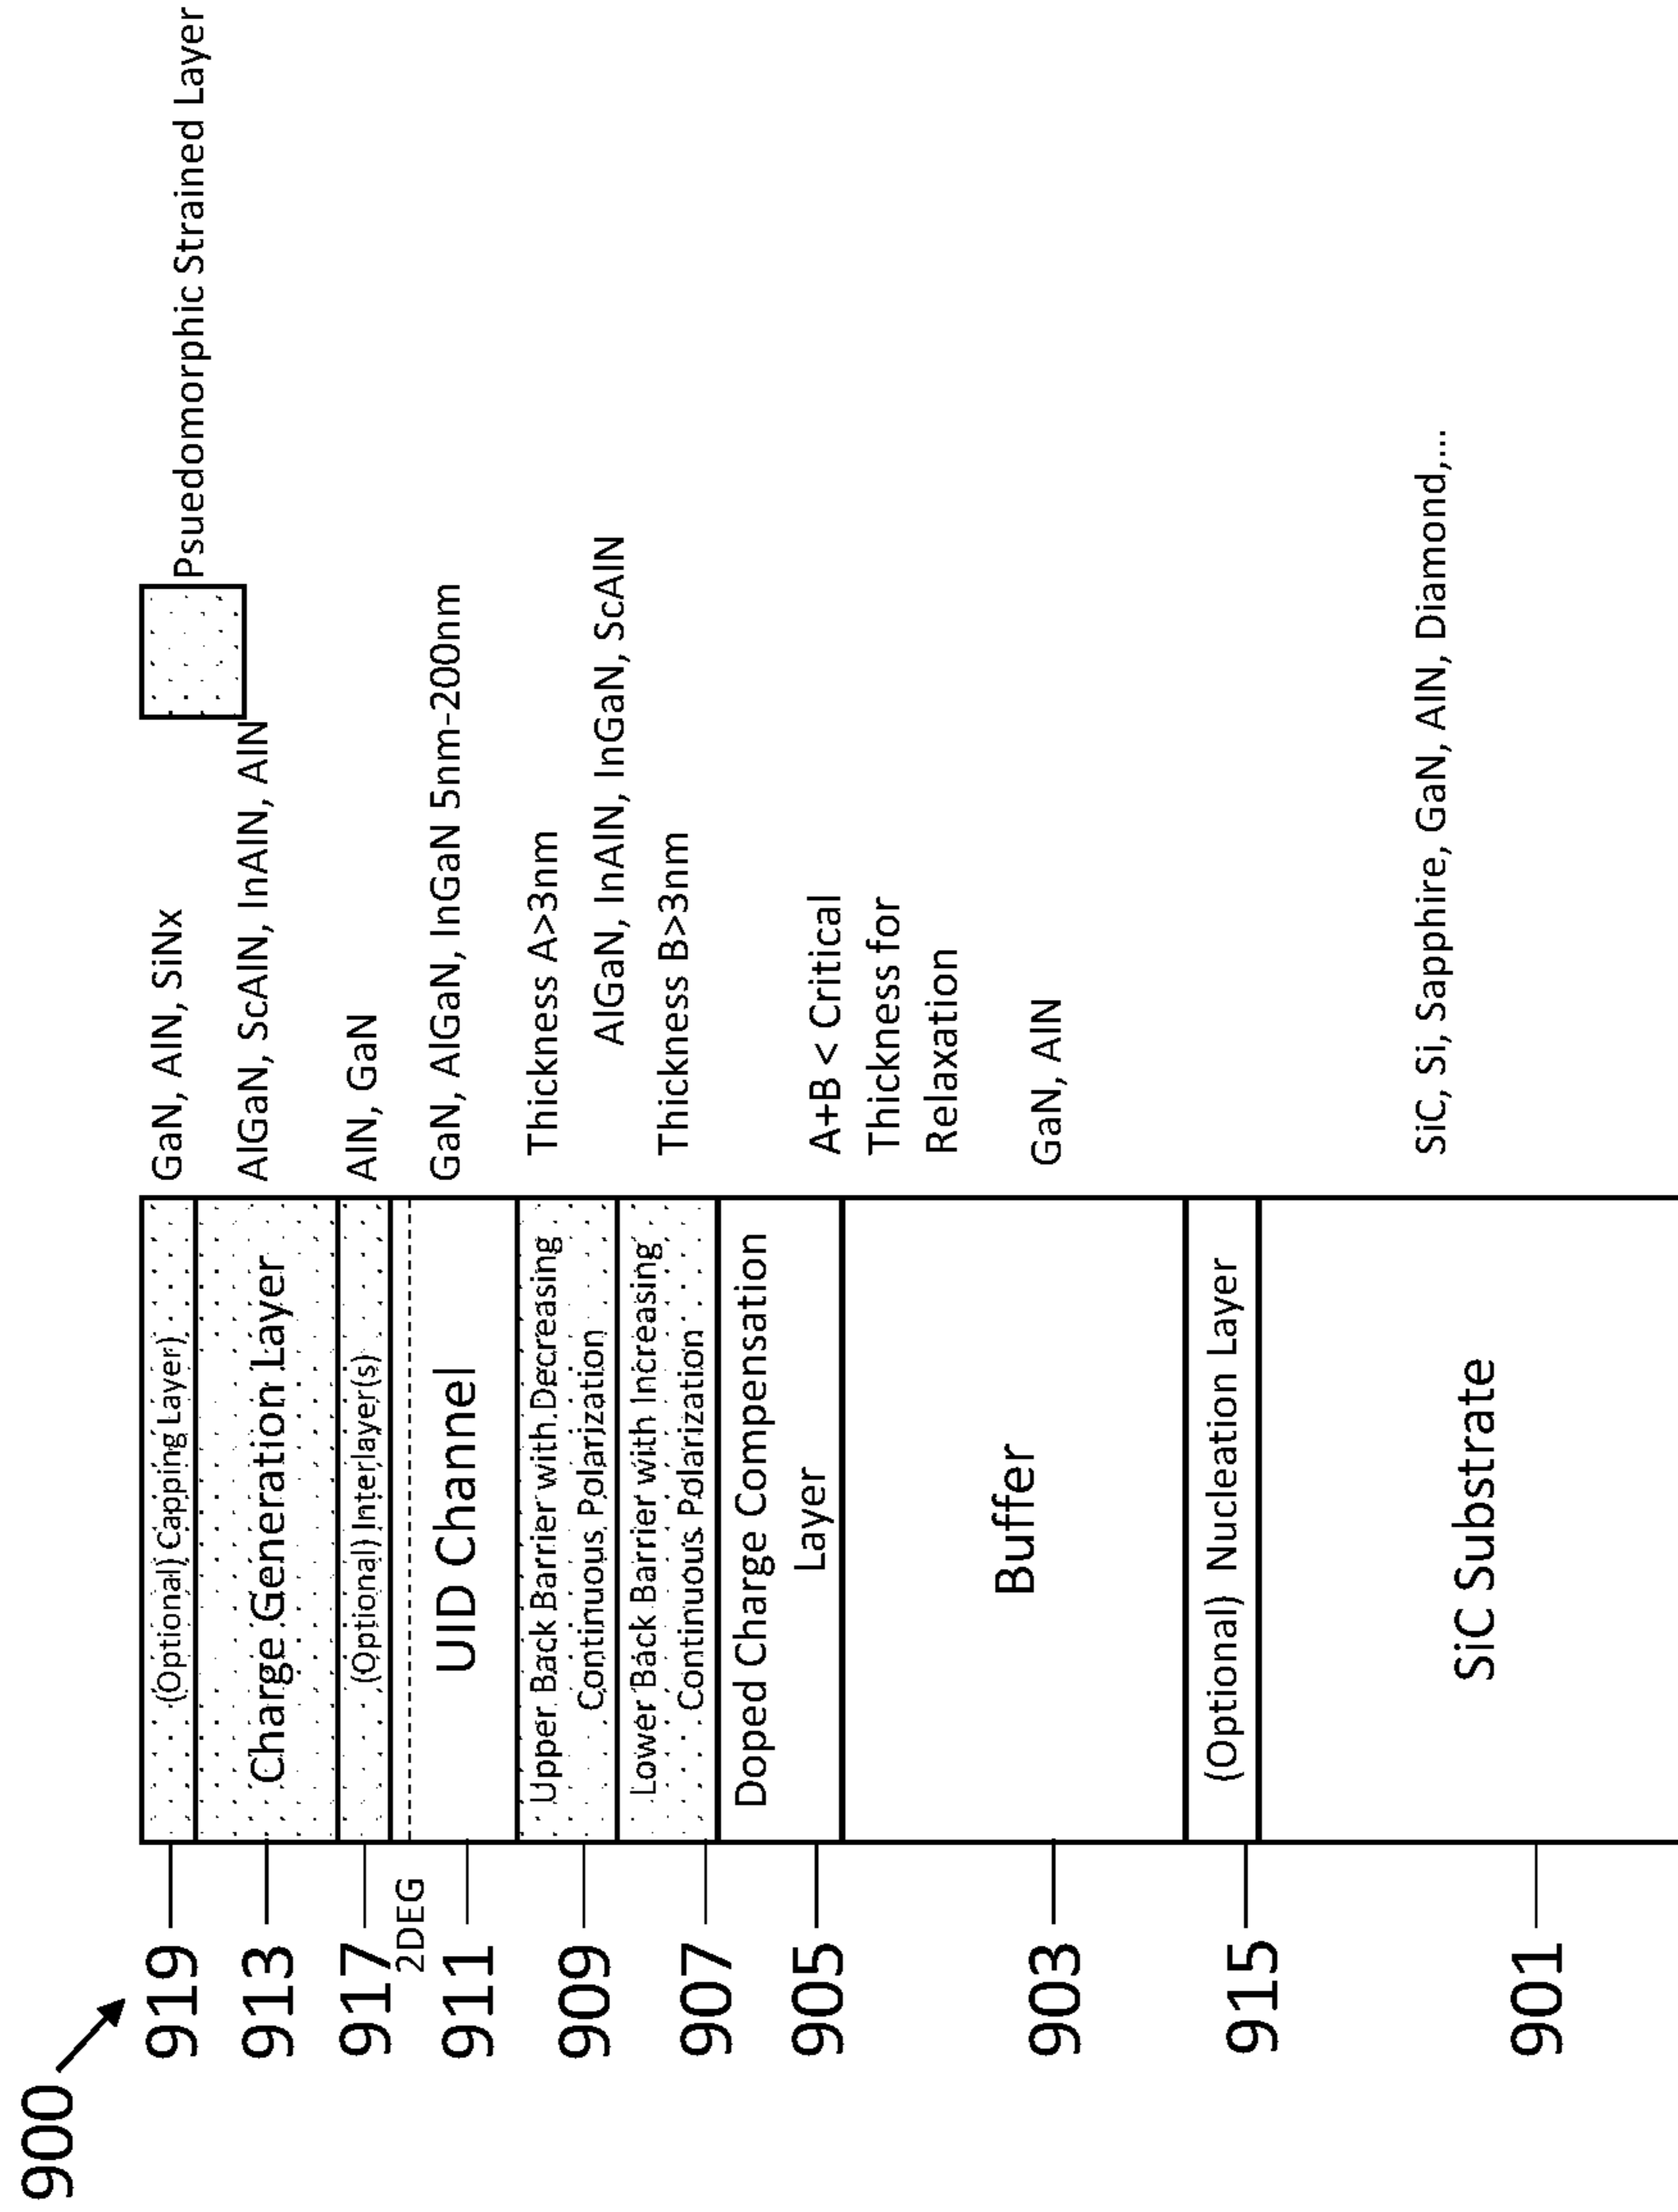 900
Psuedomorphic Strained Layer
919
(Optional) Capping Layer)
GaN, AlN, SiNx
913
Charge Generation Layer
AlGaN, ScAlN, InAlN, AlN
917
(Optional) Interlayer(s)
AlN, GaN
2DEG
911
UID Channel
GaN, AlGaN, InGaN 5nm-200nm
909
Upper Back Barrier with Decreasing
Continuous Polarization
Thickness A>3nm
AlGaN, InAlN, InGaN, ScAlN
907
Lower Back Barrier with Increasing
Continuous Polarization
Thickness B>3nm
905
Doped Charge Compensation
Layer
A+B < Critical
Thickness for
Relaxation
903
Buffer
GaN, AlN
915
(Optional) Nucleation Layer
901
SiC Substrate
SiC, Si, Sapphire, GaN, AlN, Diamond,...